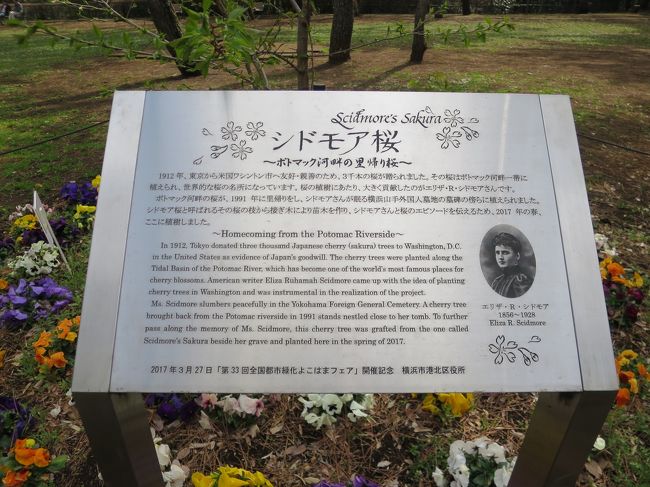 Scidmore's Sakura
シドモア桜
～ポトマック河畔の里帰り桜～
1912年、東京から米国ワシントン市へ友好・親善のため、3千本の桜が贈られました。その桜はポトマック河畔一帯に
植えられ、世界的な桜の名所になっています。桜の植樹にあたり、大きく貢献したのがエリザ・R・シドモアさんです。
ポトマック河畔の桜が、1991年に里帰りをし、シドモアさんが眠る横浜山手外国人墓地の墓碑の傍らに植えられました。
シドモア桜と呼ばれるその桜の枝から接ぎ木により苗木を作り、シドモアさんと桜のエピソードを伝えるため、2017年の春、
ここに植樹しました。
～Homecoming from the Potomac Riverside～
In 1912, Tokyo donated three thousand Japanese cherry (sakura) trees to Washington, D.C.
in the United States as evidence of Japan's goodwill. The cherry trees were planted along the
Tidal Basin of the Potomac River, which has become one of the world's most famous places for
cherry blossoms. American writer Eliza Ruhamah Scidmore came up with the idea of planting
cherry trees in Washington and was instrumental in the realization of the project.
Ms. Scidmore slumbers peacefully in the Yokohama Foreign General Cemetery. A cherry tree
brought back from the Potomac riverside in 1991 stands nestled close to her tomb. To further
pass along the memory of Ms. Scidmore, this cherry tree was grafted from the one called
Scidmore's Sakura beside her grave and planted here in the spring of 2017.
エリザ・R・シドモア
1856～1928
Eliza R. Scidmore
2017年3月27日「第33回全国都市緑化よこはまフェア」開催記念 横浜市港北区役所